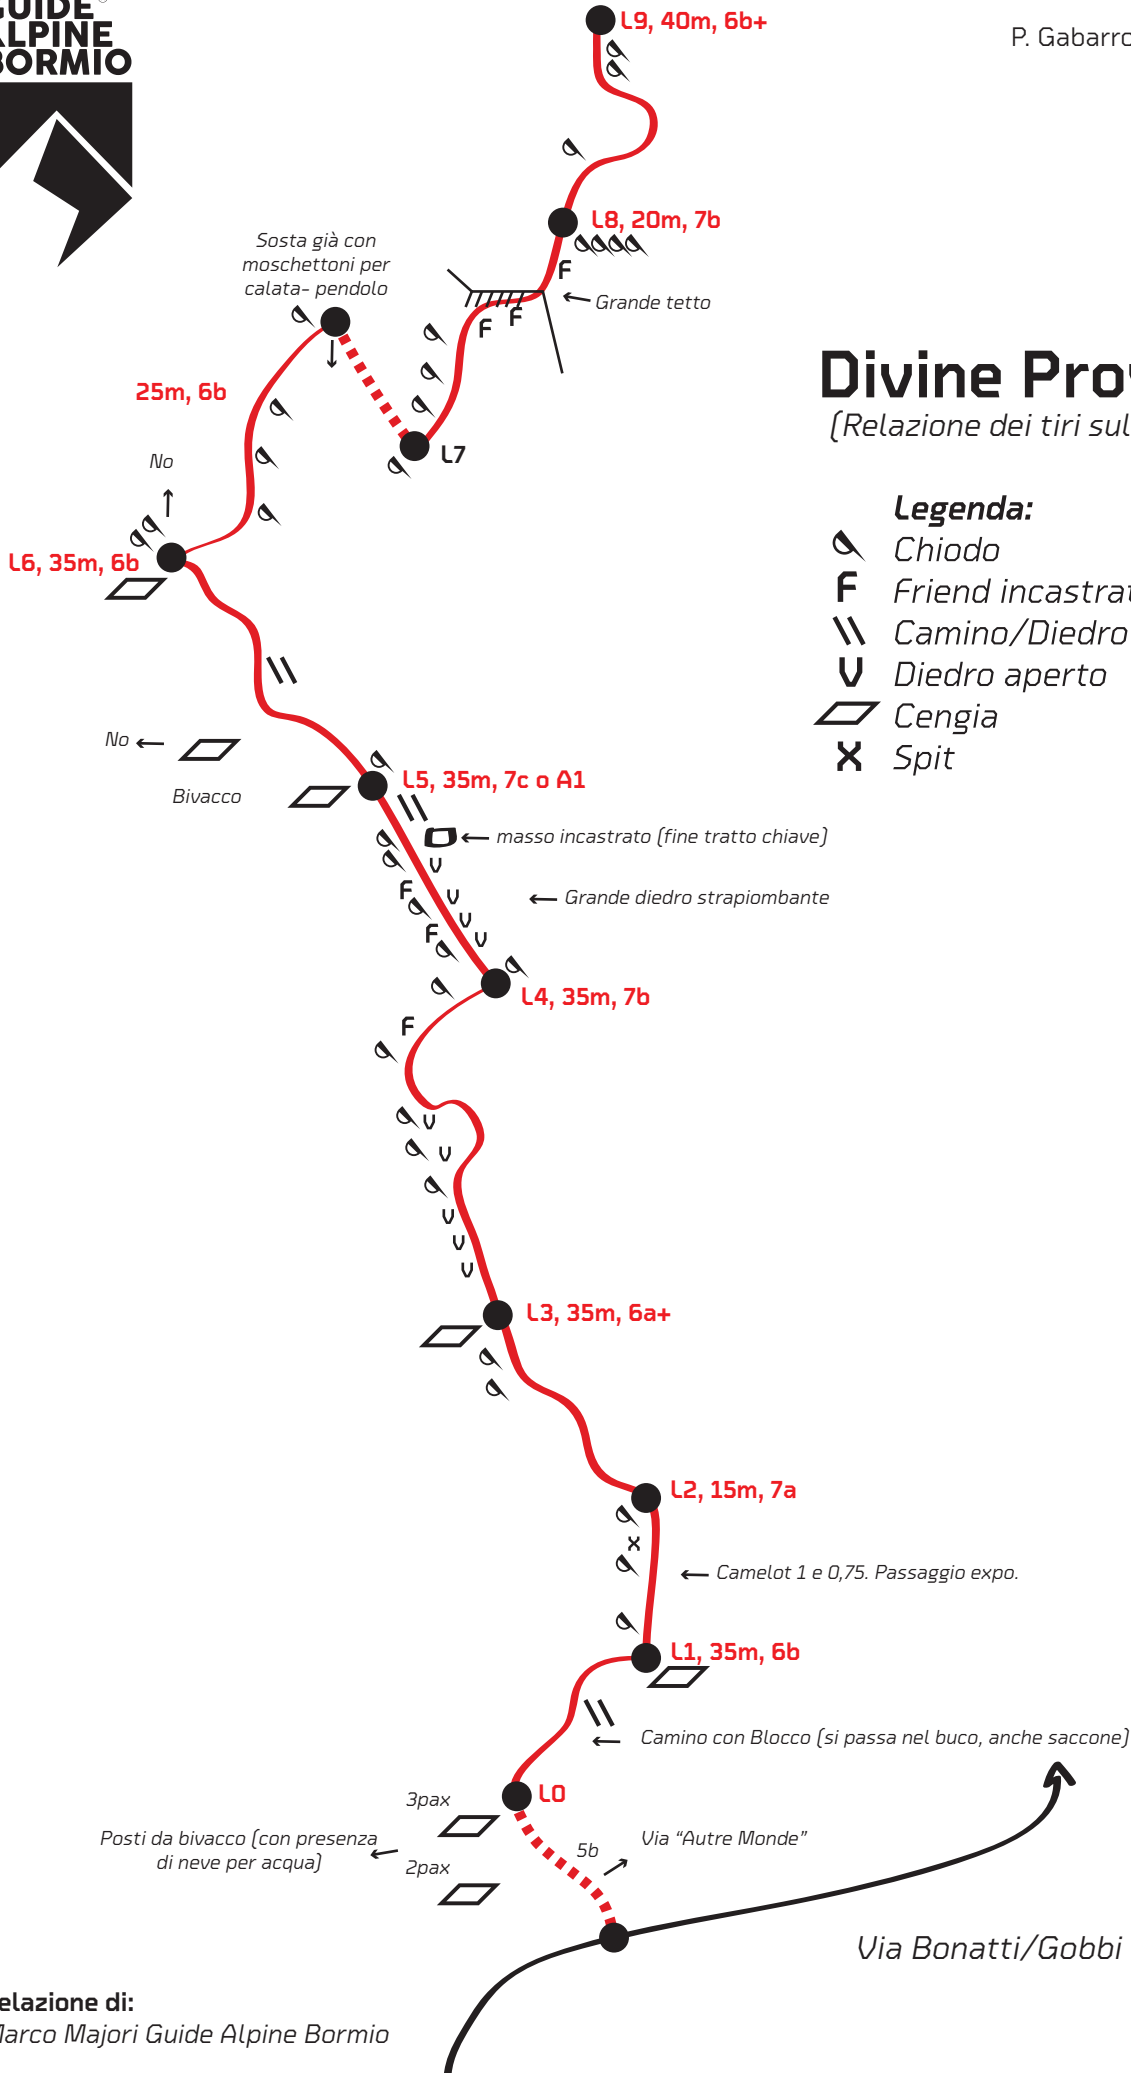 GUIDE
ALPINE
BORMIO
L9, 40m, 6b+
P. Gabarro
L8, 20m, 7b
Sosta già con
moschettoni per
calata- pendolo
F
Grande tetto
F
F
25m, 6b
L7
No
L6, 35m, 6b
Divine Pro
(Relazione dei tiri sul
Legenda:
Chiodo
F Friend incastrat
Camino/Diedro
V Diedro aperto
Cengia
X Spit
No
Bivacco
L5, 35m, 7c o A1
masso incastrato (fine tratto chiave)
V
F
V
Grande diedro strapiombante
V
F
V
L4, 35m, 7b
F
V
V
V
V
V
L3, 35m, 6a+
L2, 15m, 7a
x
Camelot 1 e 0,75. Passaggio expo.
L1, 35m, 6b
Camino con Blocco (si passa nel buco, anche saccone)
L0
3pax
Posti da bivacco (con presenza
di neve per acqua)
2pax
5b
Via “Autre Monde”
Via Bonatti/Gobbi
elazione di:
Marco Majori Guide Alpine Bormio